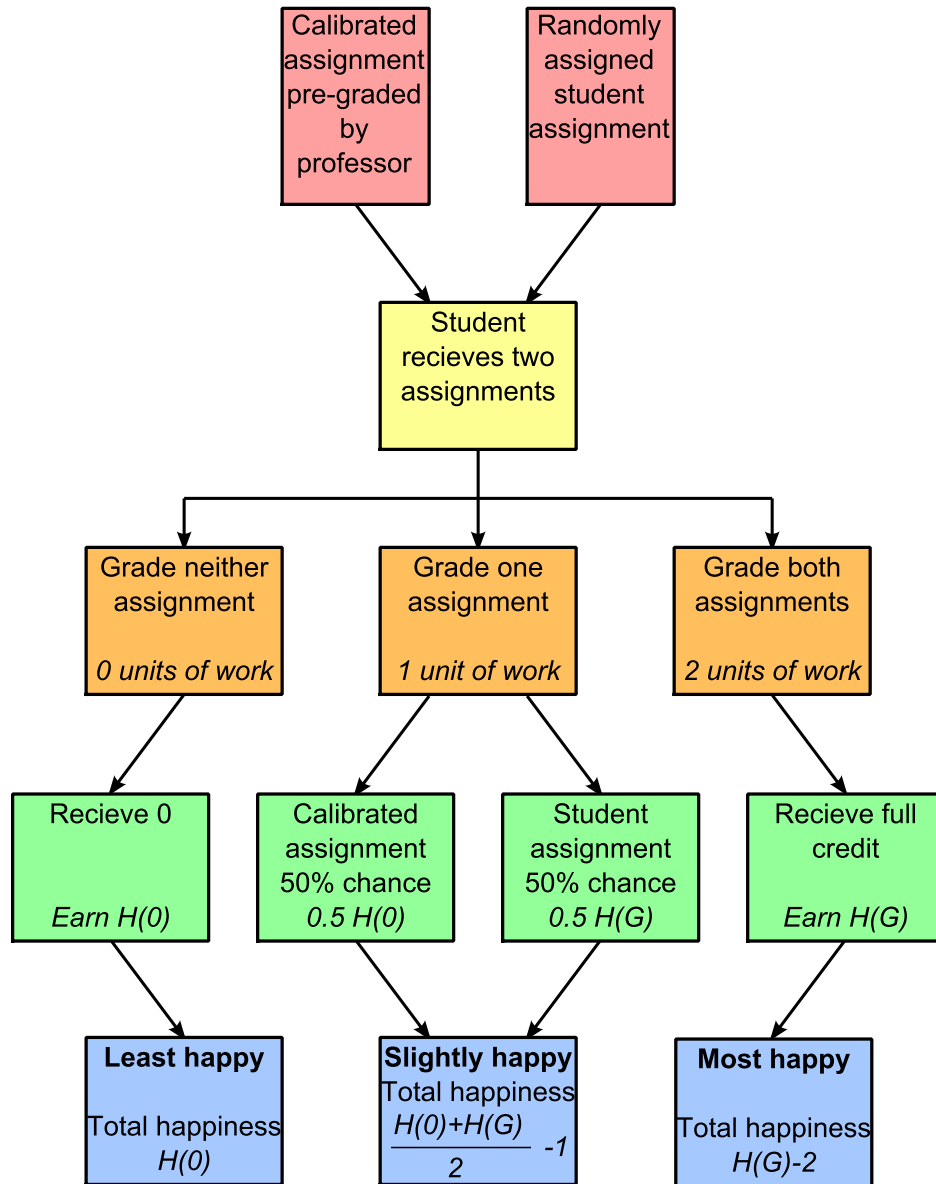 Calibrated
assignment
pre-graded
by
professor
Randomly
assigned
student
assignment
Student
recieves two
assignments
Grade neither
assignment
0 units of work
Grade one
assignment
1 unit of work
Grade both
assignments
2 units of work
Recieve 0
Earn H(0)
Calibrated
assignment
50% chance
0.5 H(0)
Student
assignment
50% chance
0.5 H(G)
Recieve full
credit
Earn H(G)
Least happy
Total happiness
H(0)
Slightly happy
Total happiness
H(0)+H(G)
2
-1
Most happy
Total happiness
H(G)-2